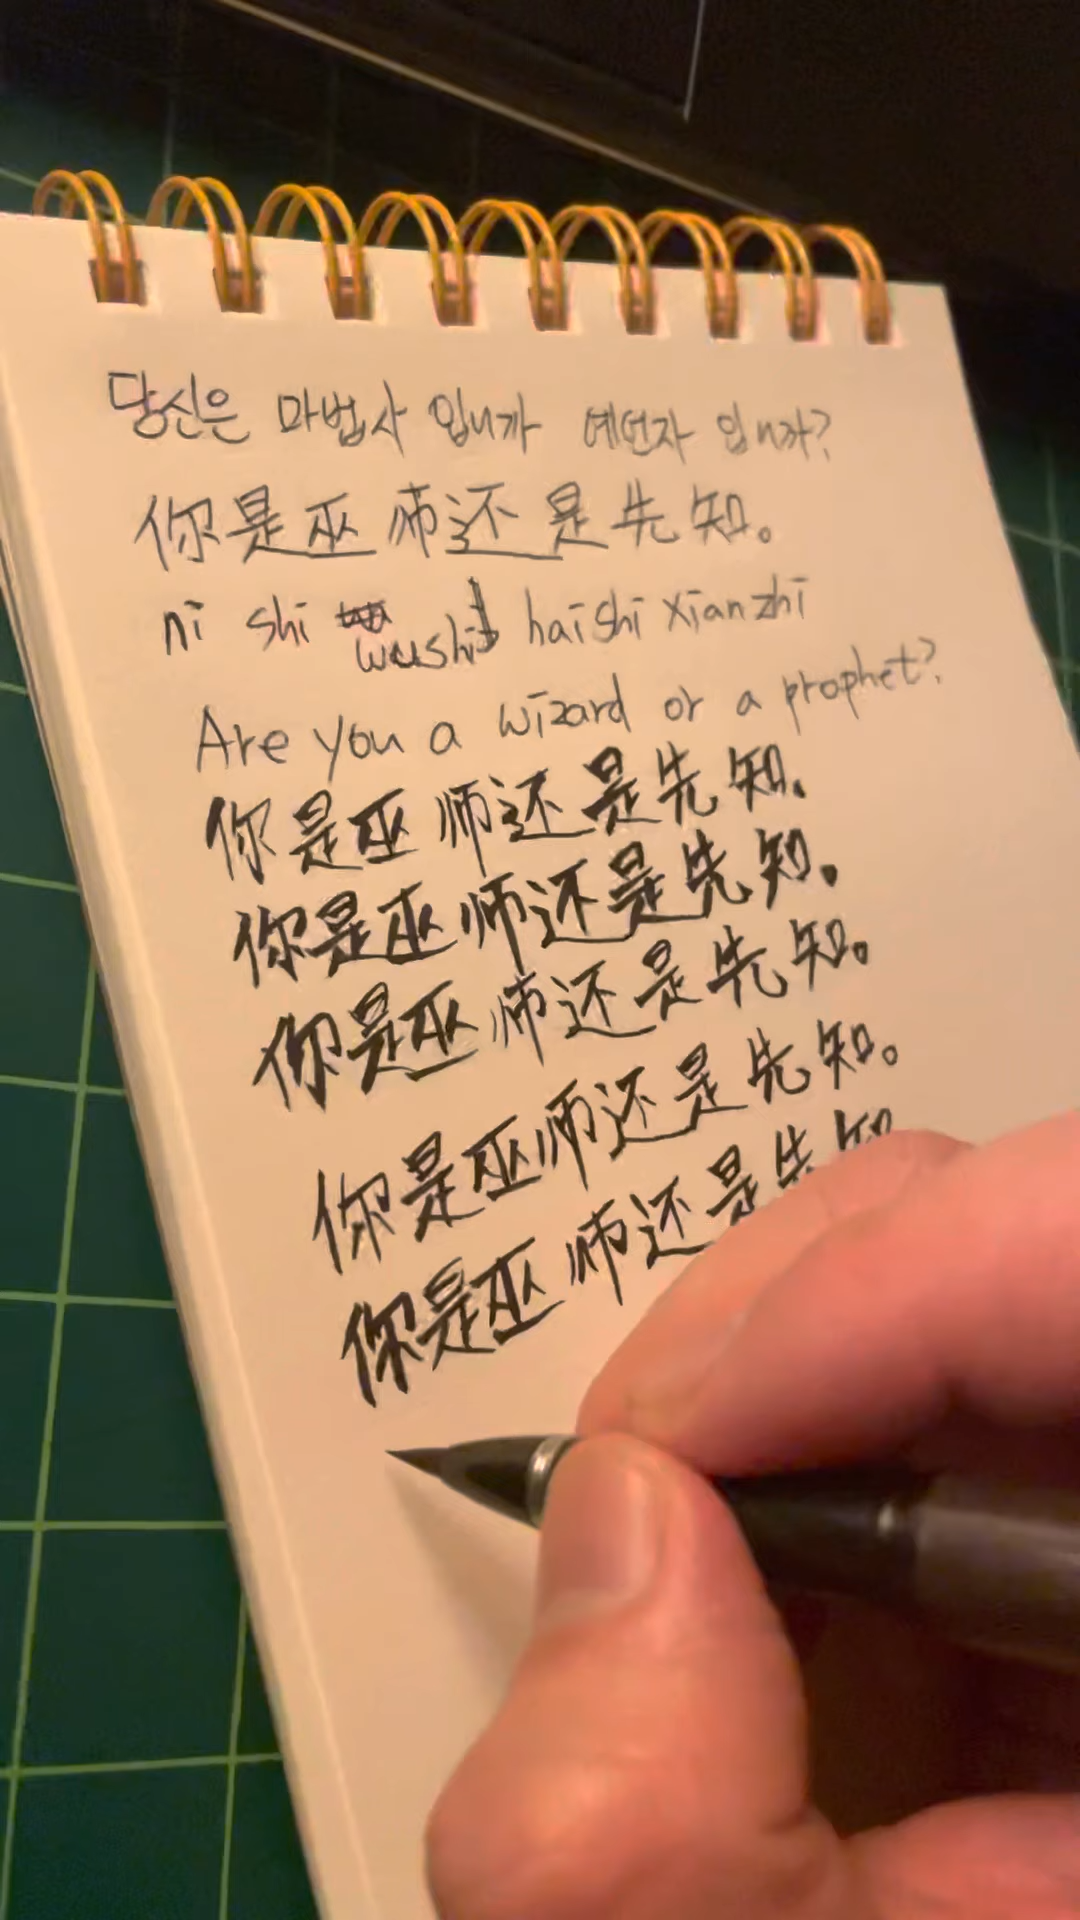 당신은 마법사 입니까 예언자 입니까?
你是巫师还是先知。
ni shi wushi haishi xianzhi
Are you a wizard or a prophet?
你是巫师还是先知.
你是巫师还是先知。
你是巫师还是先知。
你是巫师还是先知。
你是巫师还是先知